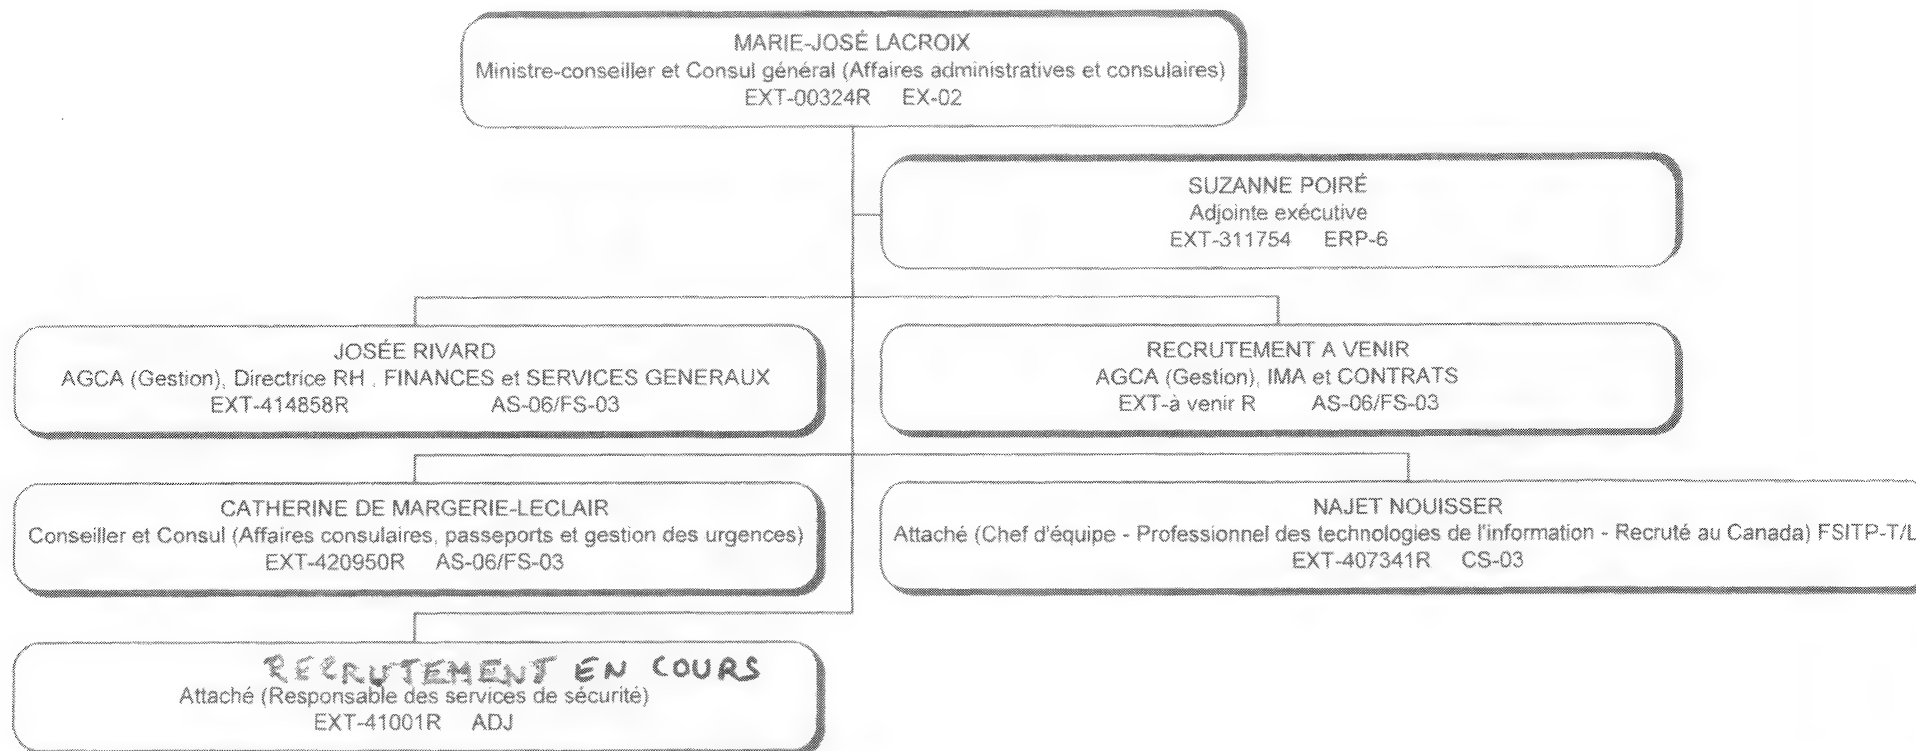 MARIE-JOSÉ LACROIX
Ministre-conseiller et Consul général (Affaires administratives et consulaires)
EXT-00324R EX-02
SUZANNE POIRÉ
Adjointe exécutive
EXT-311754 ERP-6
JOSÉE RIVARD
AGCA (Gestion), Directrice RH , FINANCES et SERVICES GENERAUX
EXT-414858R AS-06/FS-03
RECRUTEMENT A VENIR
AGCA (Gestion), IMA et CONTRATS
EXT-à venir R AS-06/FS-03
CATHERINE DE MARGERIE-LECLAIR
Conseiller et Consul (Affaires consulaires, passeports et gestion des urgences)
EXT-420950R AS-06/FS-03
NAJET NOUISSER
Attaché (Chef d'équipe - Professionnel des technologies de l'information - Recruté au Canada) FSITP-T/L
EXT-407341R CS-03
RECRUTEMENT EN COURS
Attaché (Responsable des services de sécurité)
EXT-41001R ADJ